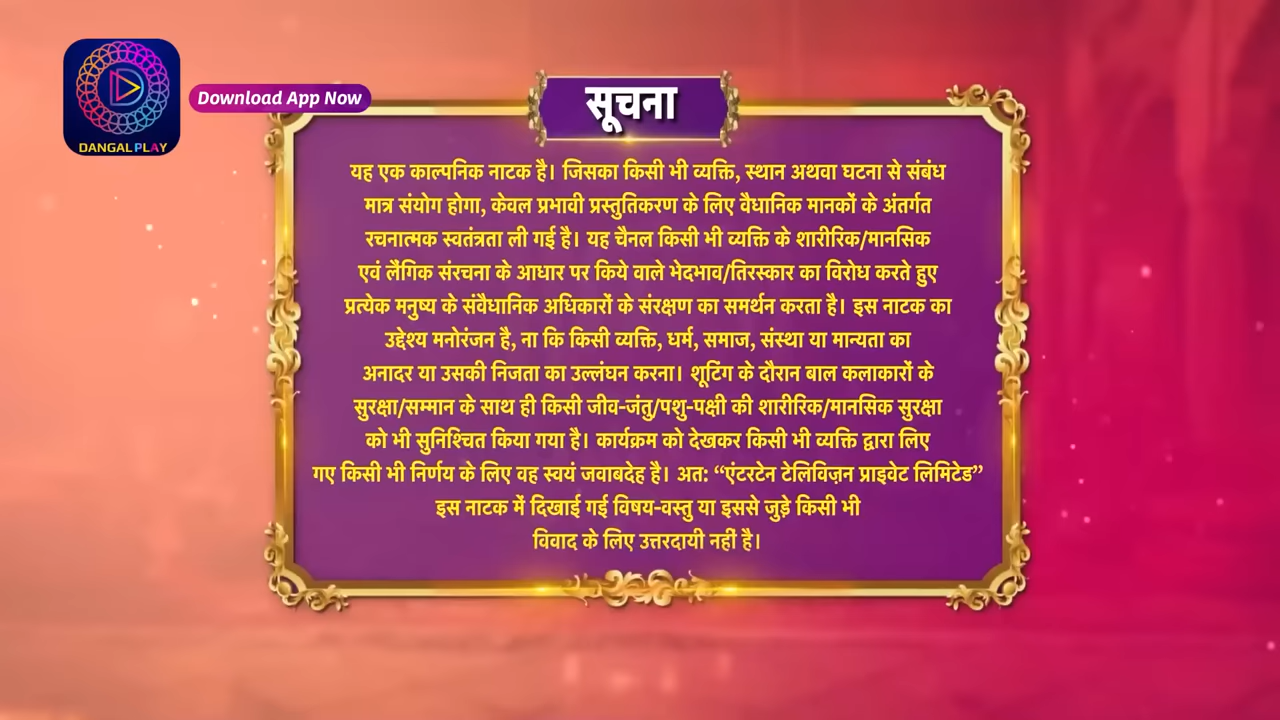 DANGAL PLAY
Download App Now
सूचना
यह एक काल्पनिक नाटक है। जिसका किसी भी व्यक्ति, स्थान अथवा घटना से संबंध
मात्र संयोग होगा, केवल प्रभावी प्रस्तुतिकरण के लिए वैधानिक मानकों के अंतर्गत
रचनात्मक स्वतंत्रता ली गई है। यह चैनल किसी भी व्यक्ति के शारीरिक/मानसिक
एवं लैंगिक संरचना के आधार पर किये वाले भेदभाव/तिरस्कार का विरोध करते हुए
प्रत्येक मनुष्य के संवैधानिक अधिकारों के संरक्षण का समर्थन करता है। इस नाटक का
उद्देश्य मनोरंजन है, ना कि किसी व्यक्ति, धर्म, समाज, संस्था या मान्यता का
अनादर या उसकी निजता का उल्लंघन करना। शूटिंग के दौरान बाल कलाकारों के
सुरक्षा/सम्मान के साथ ही किसी जीव-जंतु/पशु-पक्षी की शारीरिक/मानसिक सुरक्षा
को भी सुनिश्चित किया गया है। कार्यक्रम को देखकर किसी भी व्यक्ति द्वारा लिए
गए किसी भी निर्णय के लिए वह स्वयं जवाबदेह है। अत: “एंटरटेन टेलिविज़न प्राइवेट लिमिटेड”
इस नाटक में दिखाई गई विषय-वस्तु या इससे जुड़े किसी भी
विवाद के लिए उत्तरदायी नहीं है।